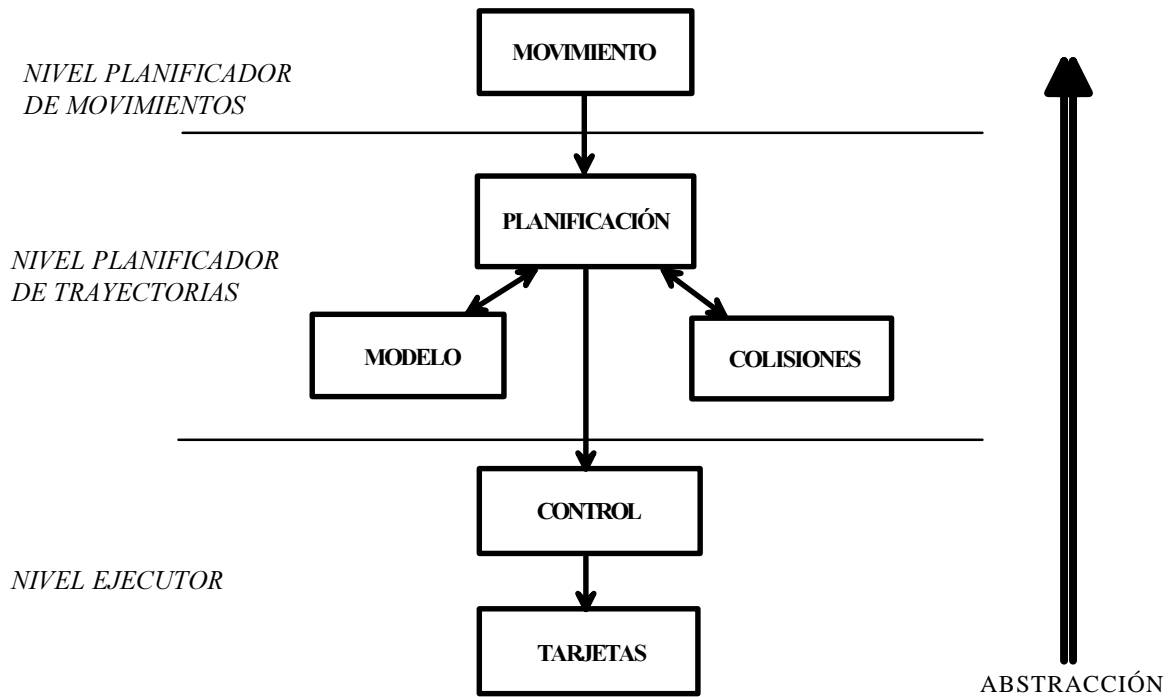 MOVIMIENTO
NIVEL PLANIFICADOR
DE MOVIMIENTOS
PLANIFICACIÓN
NIVEL PLANIFICADOR
DE TRAYECTORIAS
MODELO
COLISIONES
CONTROL
NIVEL EJECUTOR
TARJETAS
ABSTRACCIÓN